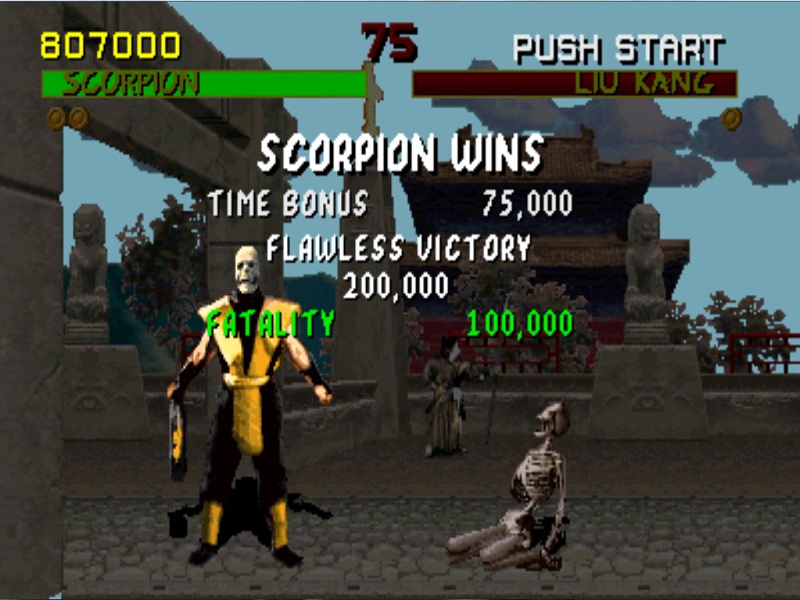 807000 75 PUSH START
SCORPION LIU KANG
SCORPION WINS
TIME BONUS 75,000
FLAWLESS VICTORY
200,000
FATALITY 100,000